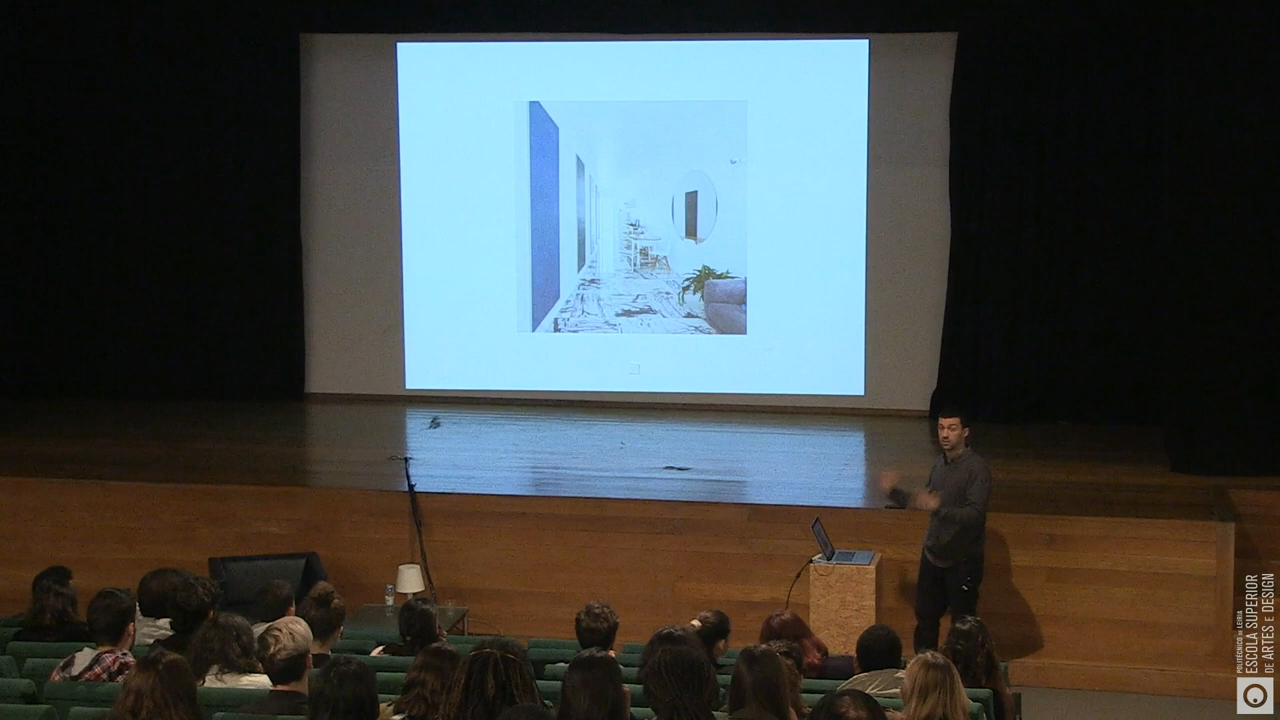 POLITÉCNICO DE LEIRIA
ESCOLA SUPERIOR
DE ARTES E DESIGN